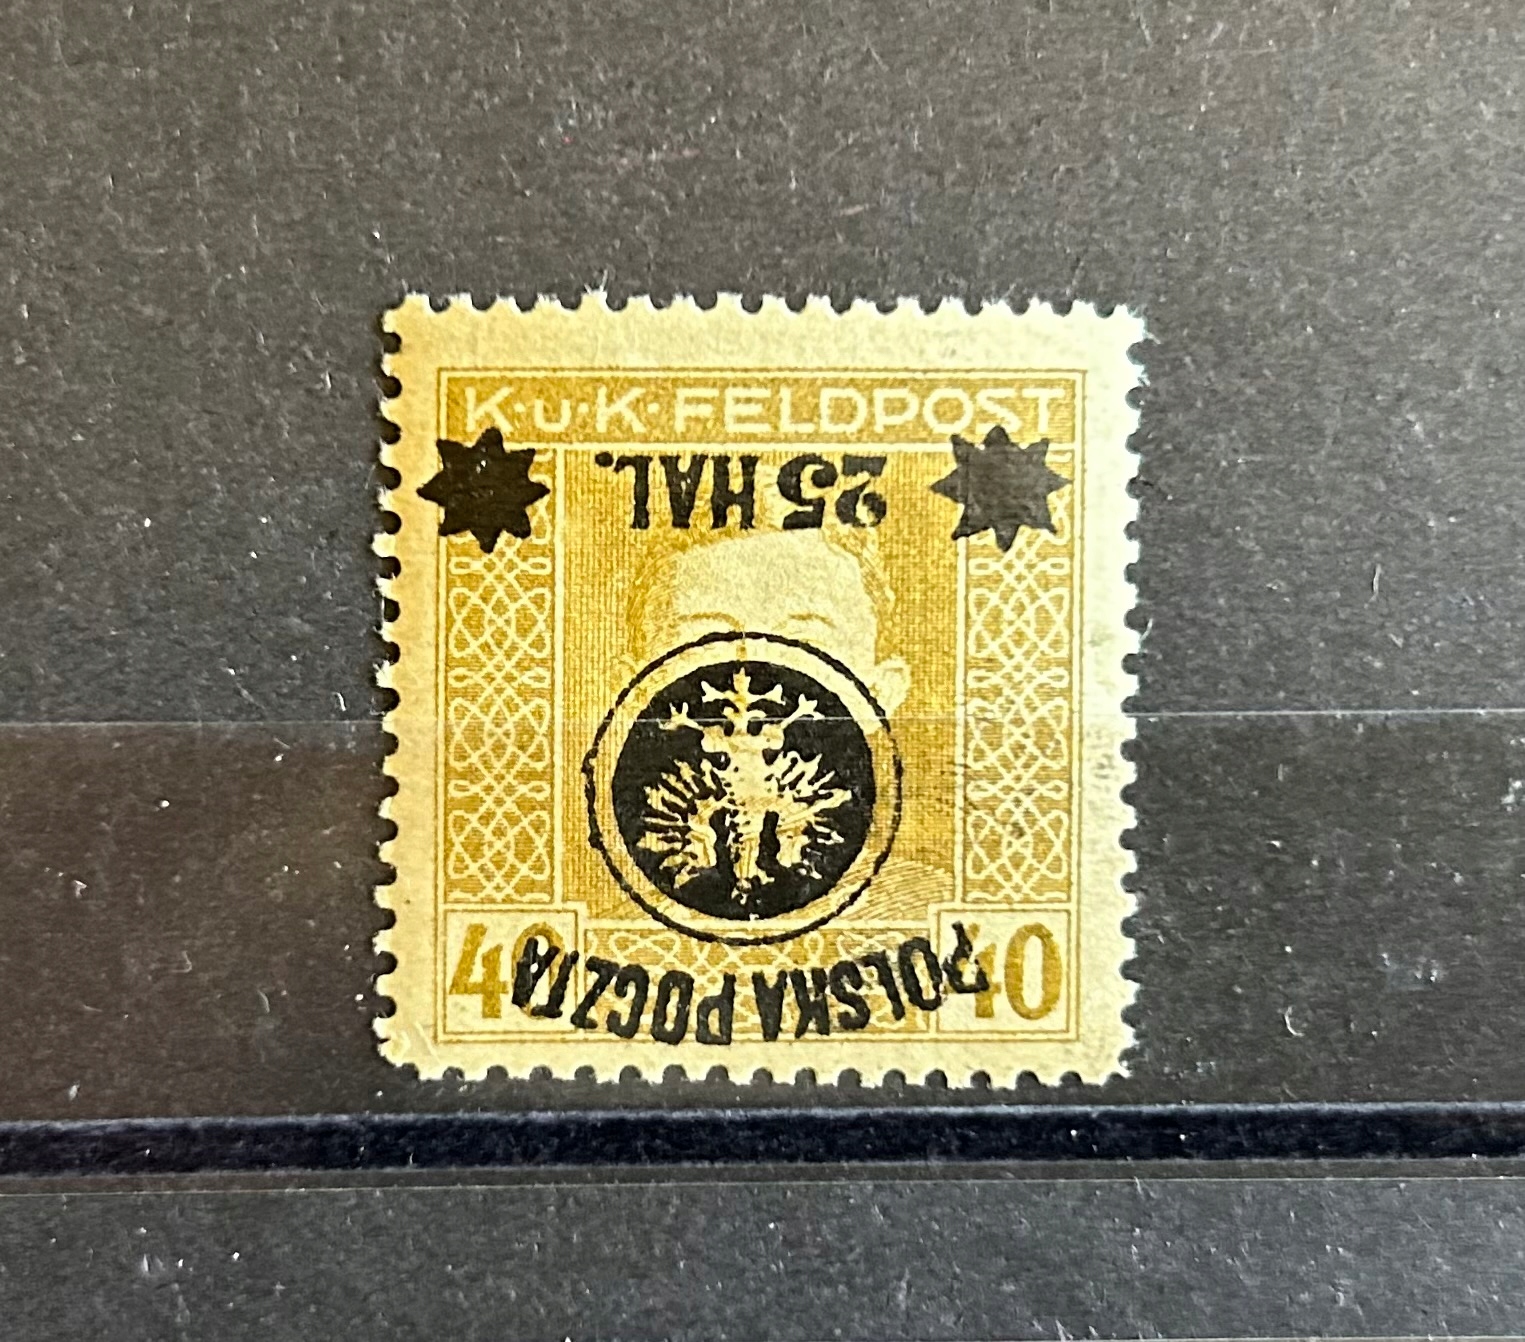 K·u·K·FELDPOST
25 HAL.
POLSKA POCZTA
40 40